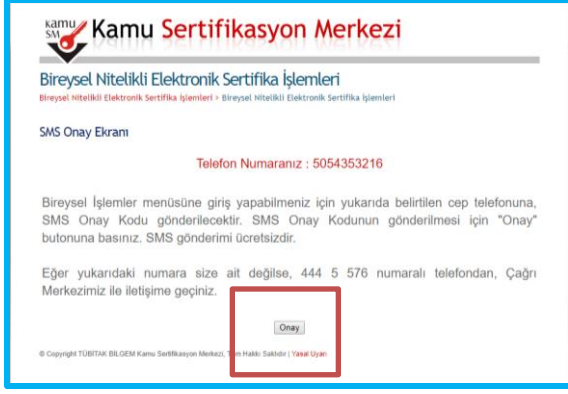 kamu SM Kamu Sertifikasyon Merkezi
Bireysel Nitelikli Elektronik Sertifika İşlemleri
Bireysel Nitelikli Elektronik Sertifika İşlemleri > Bireysel Nitelikli Elektronik Sertifika İşlemleri
SMS Onay Ekranı
Telefon Numaranız : 5054353216
Bireysel İşlemler menüsüne giriş yapabilmeniz için yukarıda belirtilen cep telefonuna,
SMS Onay Kodu gönderilecektir. SMS Onay Kodunun gönderilmesi için "Onay"
butonuna basınız. SMS gönderimi ücretsizdir.
Eğer yukarıdaki numara size ait değilse, 444 5 576 numaralı telefondan, Çağrı
Merkezimiz ile iletişime geçiniz.
Onay
© Copyright TÜBİTAK BİLGEM Kamu Sertifikasyon Merkezi, Tüm Hakkı Saklıdır | Yasal Uyarı